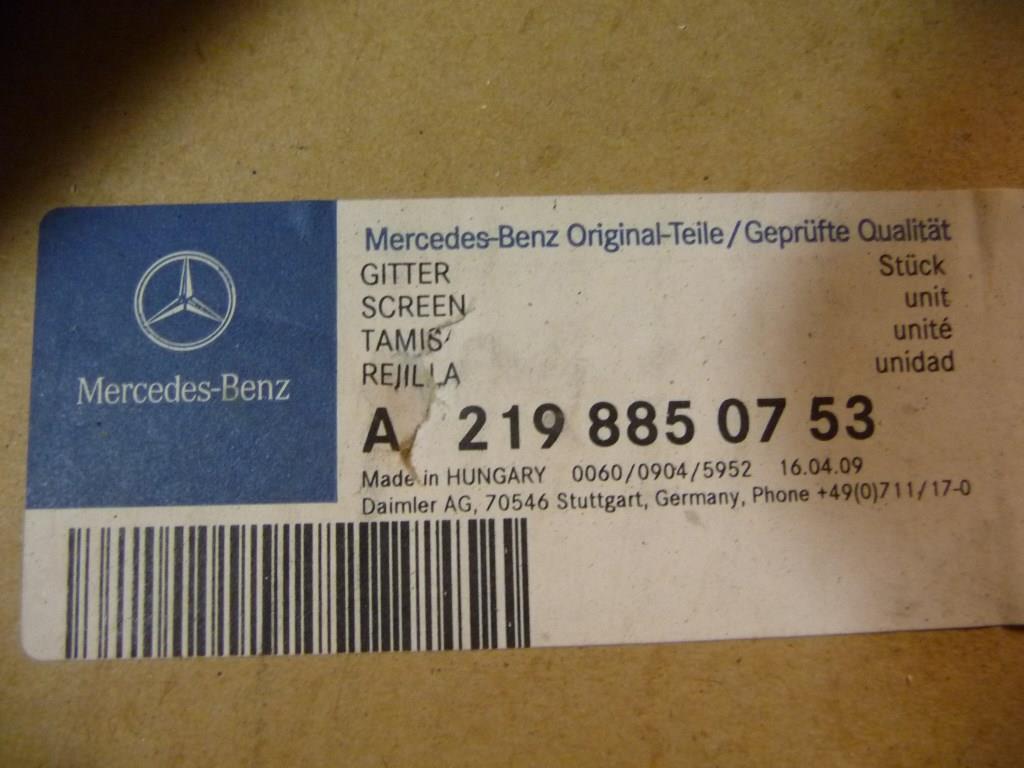 Mercedes-Benz
Mercedes-Benz Original-Teile/Geprüfte Qualität
GITTER Stück
SCREEN unit
TAMIS unité
REJILLA unidad
A 219 885 07 53
Made in HUNGARY 0060/0904/5952 16.04.09
Daimler AG, 70546 Stuttgart, Germany, Phone +49(0)711/17-0